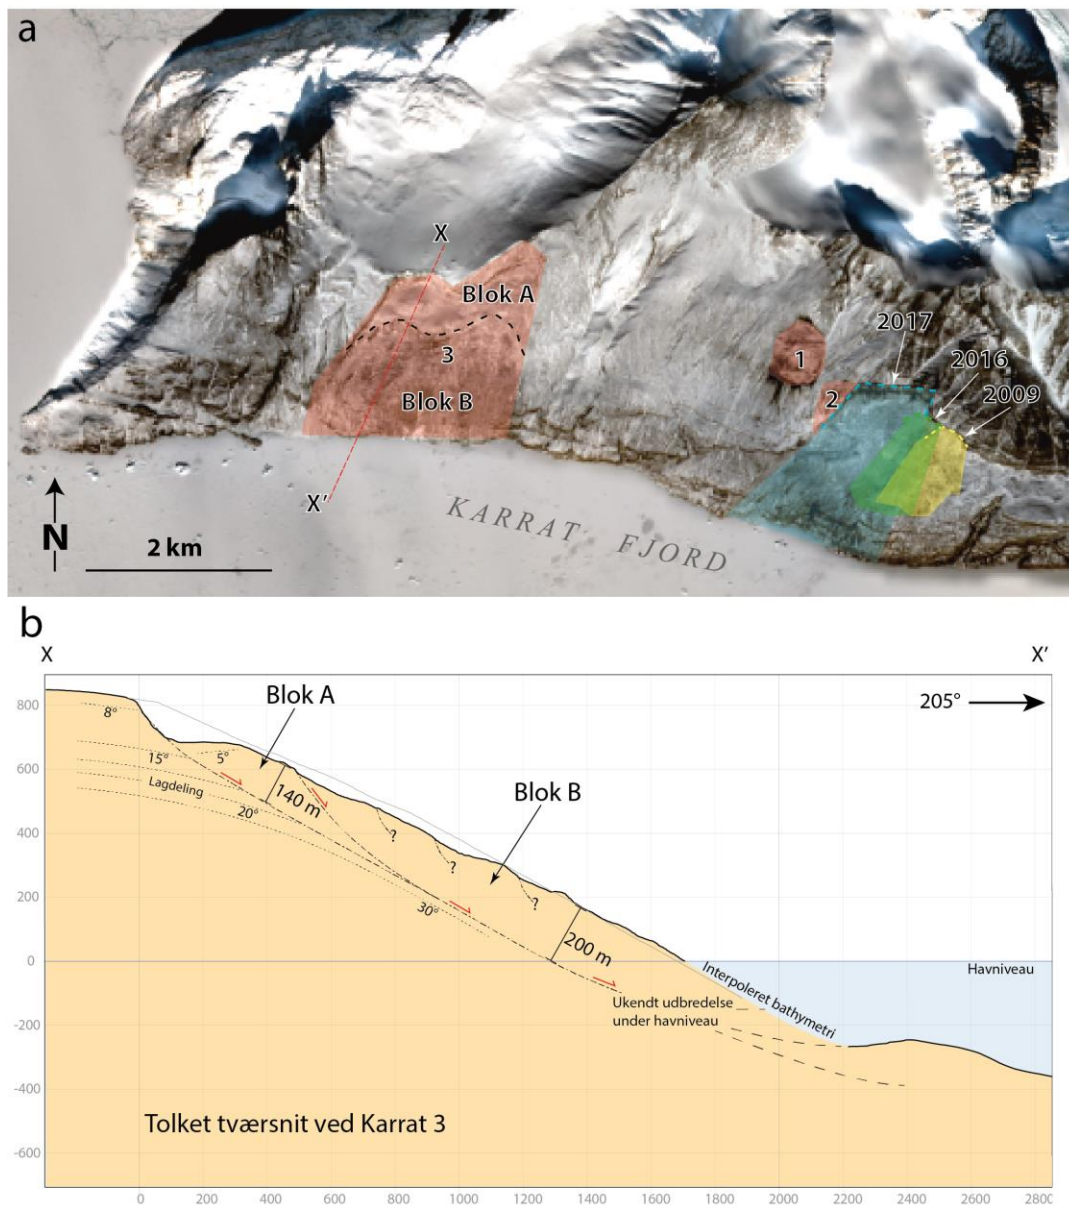 a
X
Blok A
3
Blok B
X'
1
2
2017
2016
2009
KARRAT FJORD
N
2 km
b
X
X'
205°
Blok A
Blok B
8°
15°
5°
Lagdeling
20°
30°
140 m
200 m
?
?
?
Interpoleret bathymetri
Havniveau
Ukendt udbredelse
under havniveau
Tolket tværsnit ved Karrat 3
800
600
400
200
0
-200
-400
-600
0 200 400 600 800 1000 1200 1400 1600 1800 2000 2200 2400 2600 2800